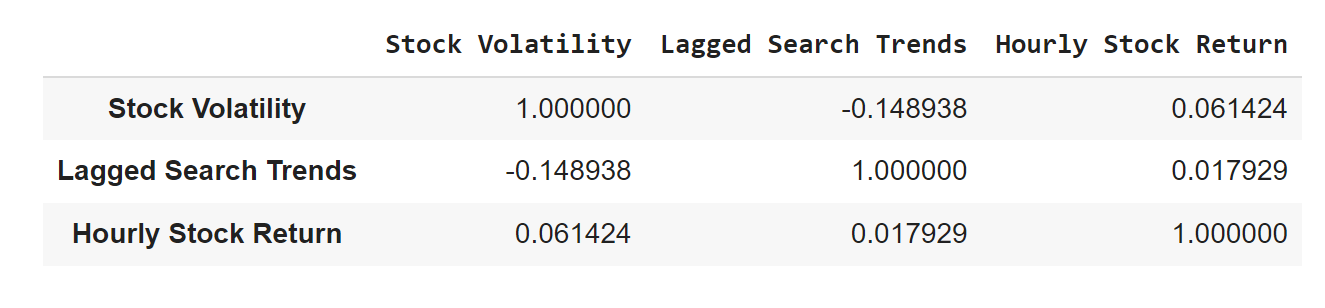 Stock Volatility Lagged Search Trends Hourly Stock Return
Stock Volatility 1.000000 -0.148938 0.061424
Lagged Search Trends -0.148938 1.000000 0.017929
Hourly Stock Return 0.061424 0.017929 1.000000